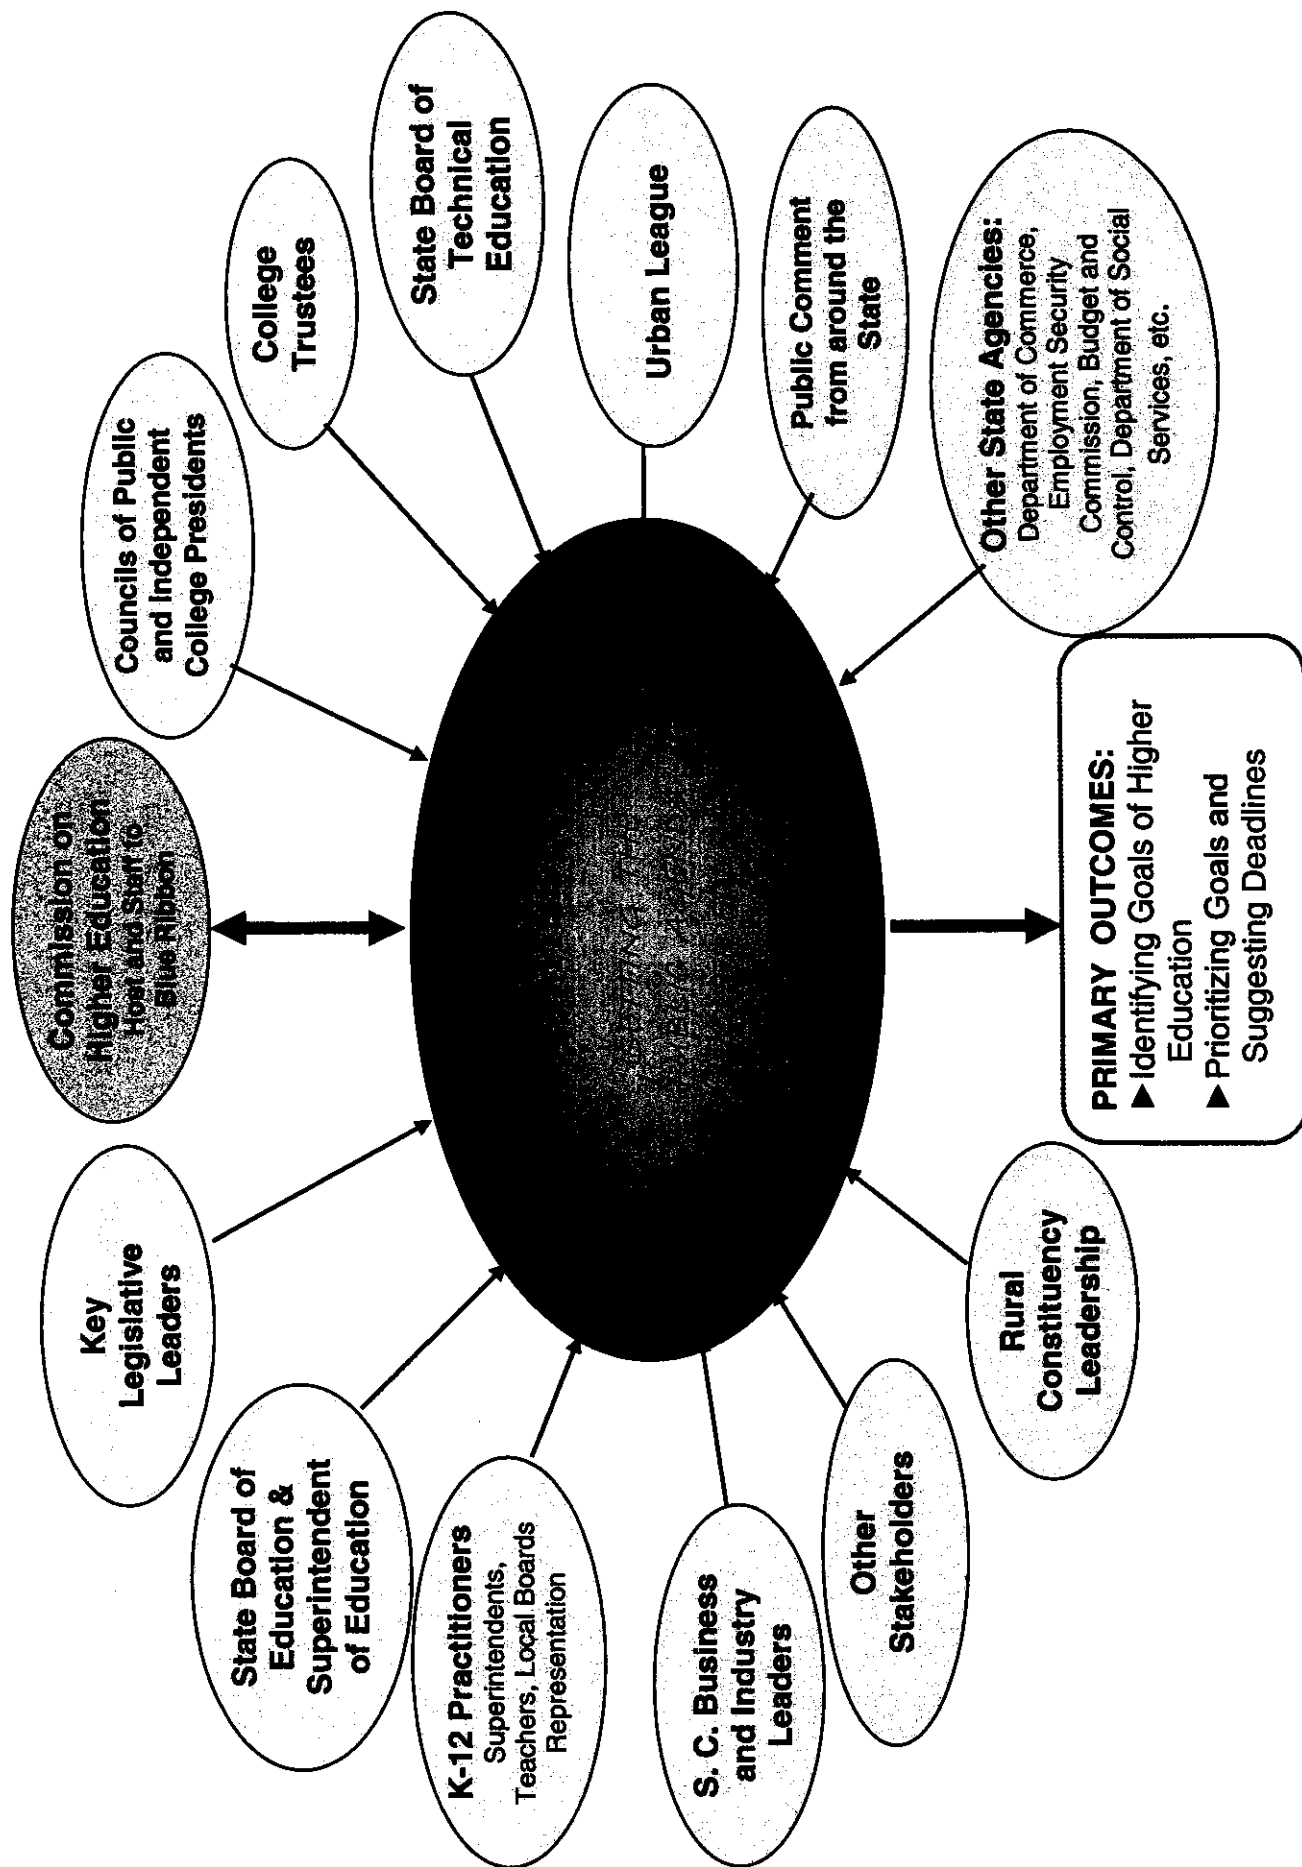 Commission on
Higher Education
Host and Staff to
Blue Ribbon
Councils of Public
and Independent
College Presidents
College
Trustees
State Board of
Technical
Education
Urban League
Public Comment
from around the
State
Other State Agencies:
Department of Commerce,
Employment Security
Commission, Budget and
Control, Department of Social
Services, etc.
PRIMARY OUTCOMES:
►Identifying Goals of Higher
Education
►Prioritizing Goals and
Suggesting Deadlines
Rural
Constituency
Leadership
Other
Stakeholders
S. C. Business
and Industry
Leaders
K-12 Practitioners
Superintendents,
Teachers, Local Boards
Representation
State Board of
Education &
Superintendent
of Education
Key
Legislative
Leaders